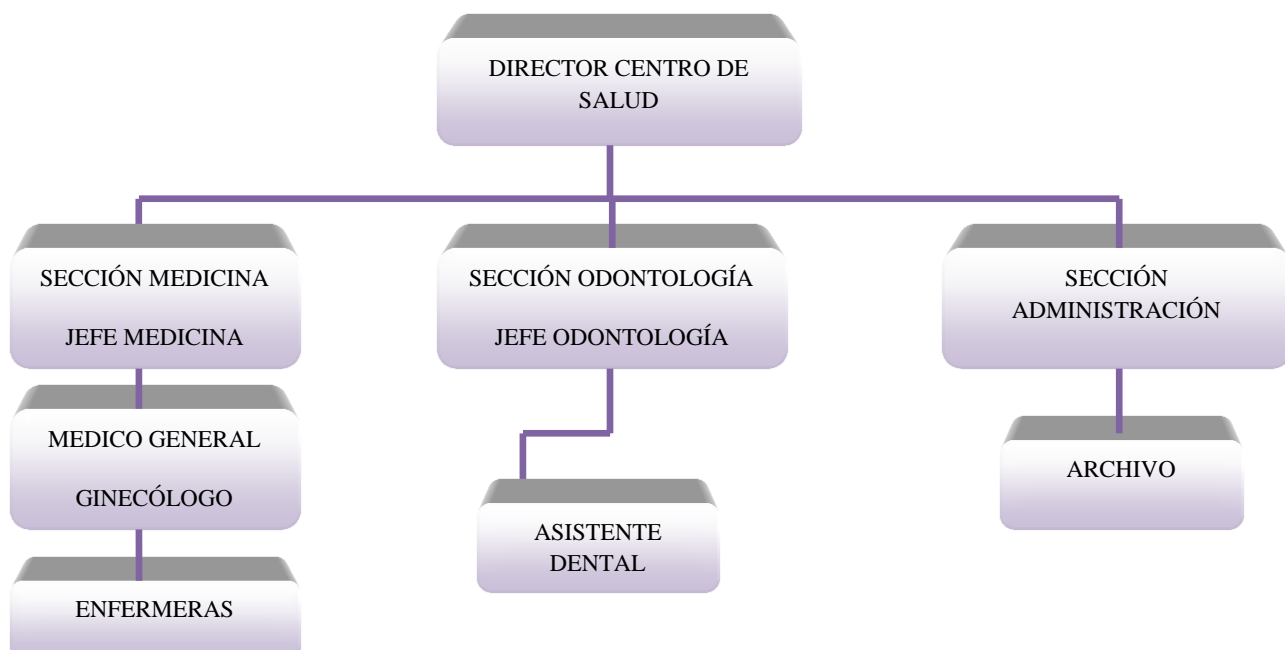 DIRECTOR CENTRO DE
SALUD
SECCIÓN MEDICINA
JEFE MEDICINA
SECCIÓN ODONTOLOGÍA
JEFE ODONTOLOGÍA
SECCIÓN
ADMINISTRACIÓN
MEDICO GENERAL
GINECÓLOGO
ARCHIVO
ASISTENTE
DENTAL
ENFERMERAS